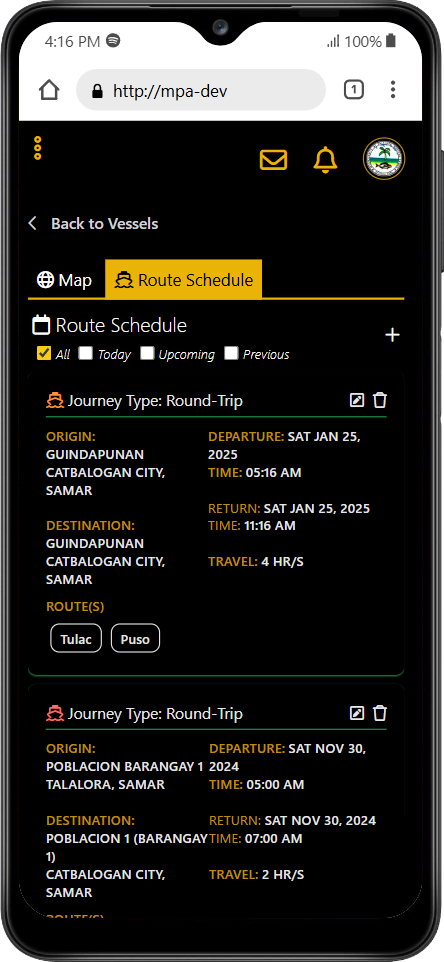 4:16 PM
100%
http://mpa-dev
1
Back to Vessels
Map
Route Schedule
Route Schedule
All Today Upcoming Previous
Journey Type: Round-Trip
ORIGIN:
GUINDAPUNAN
CATBALOGAN CITY,
SAMAR
DESTINATION:
GUINDAPUNAN
CATBALOGAN CITY,
SAMAR
DEPARTURE: SAT JAN 25,
2025
TIME: 05:16 AM
RETURN: SAT JAN 25, 2025
TIME: 11:16 AM
TRAVEL: 4 HR/S
ROUTE(S)
Tulac
Puso
Journey Type: Round-Trip
ORIGIN:
POBLACION BARANGAY 1
TALALORA, SAMAR
DESTINATION:
POBLACION 1 (BARANGAY
1)
CATBALOGAN CITY,
SAMAR
DEPARTURE: SAT NOV 30,
2024
TIME: 05:00 AM
RETURN: SAT NOV 30, 2024
TIME: 07:00 AM
TRAVEL: 2 HR/S
ROUTE(S)